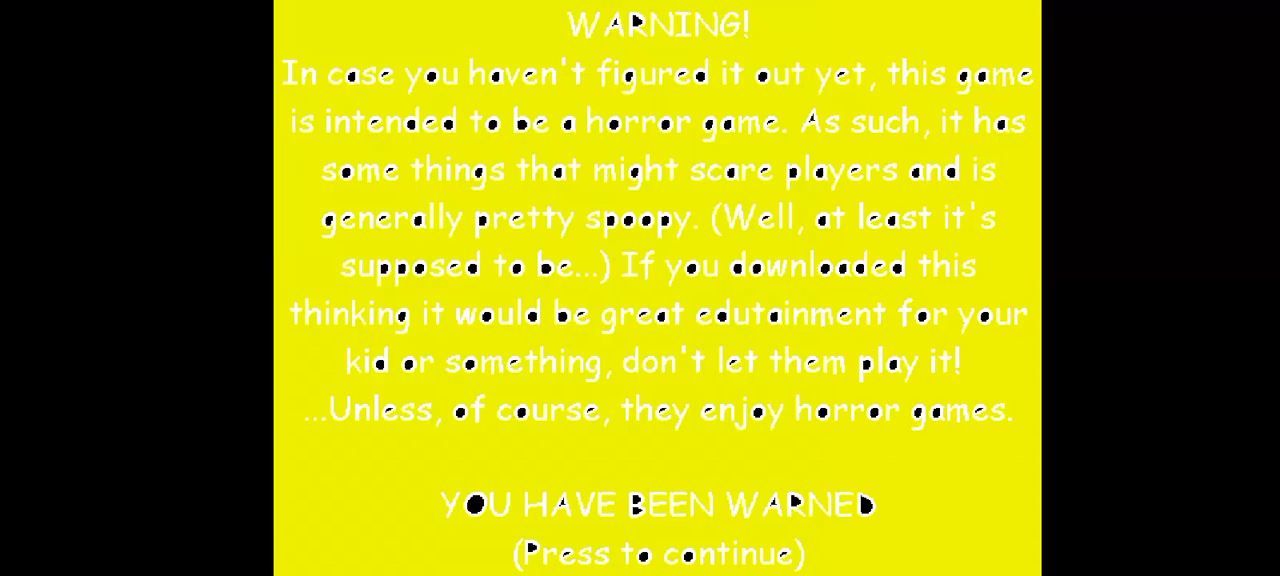 WARNING!
In case you haven't figured it out yet, this game
is intended to be a horror game. As such, it has
some things that might scare players and is
generally pretty spoopy. (Well, at least it's
supposed to be...) If you downloaded this
thinking it would be great edutainment for your
kid or something, don't let them play it!
...Unless, of course, they enjoy horror games.
YOU HAVE BEEN WARNED
(Press to continue)